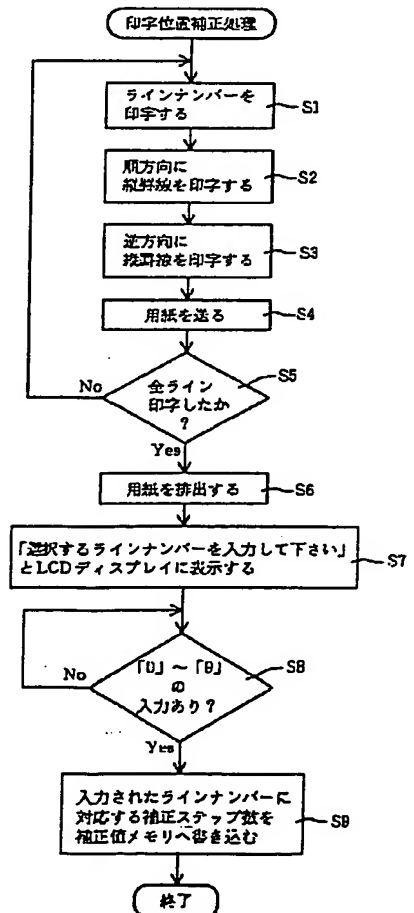 印字位置補正処理
ラインナンバーを
印字する
S1
順方向に
縦罫線を印字する
S2
逆方向に
縦罫線を印字する
S3
用紙を送る
S4
S5
No
全ライン
印字したか
?
Yes
用紙を排出する
S6
「選択するラインナンバーを入力して下さい」
とLCDディスプレイに表示する
S7
S8
No
「0」~「9」
の
入力あり?
Yes
入力されたラインナンバーに
対応する補正ステップ数を
補正値メモリへ書き込む
S9
終了